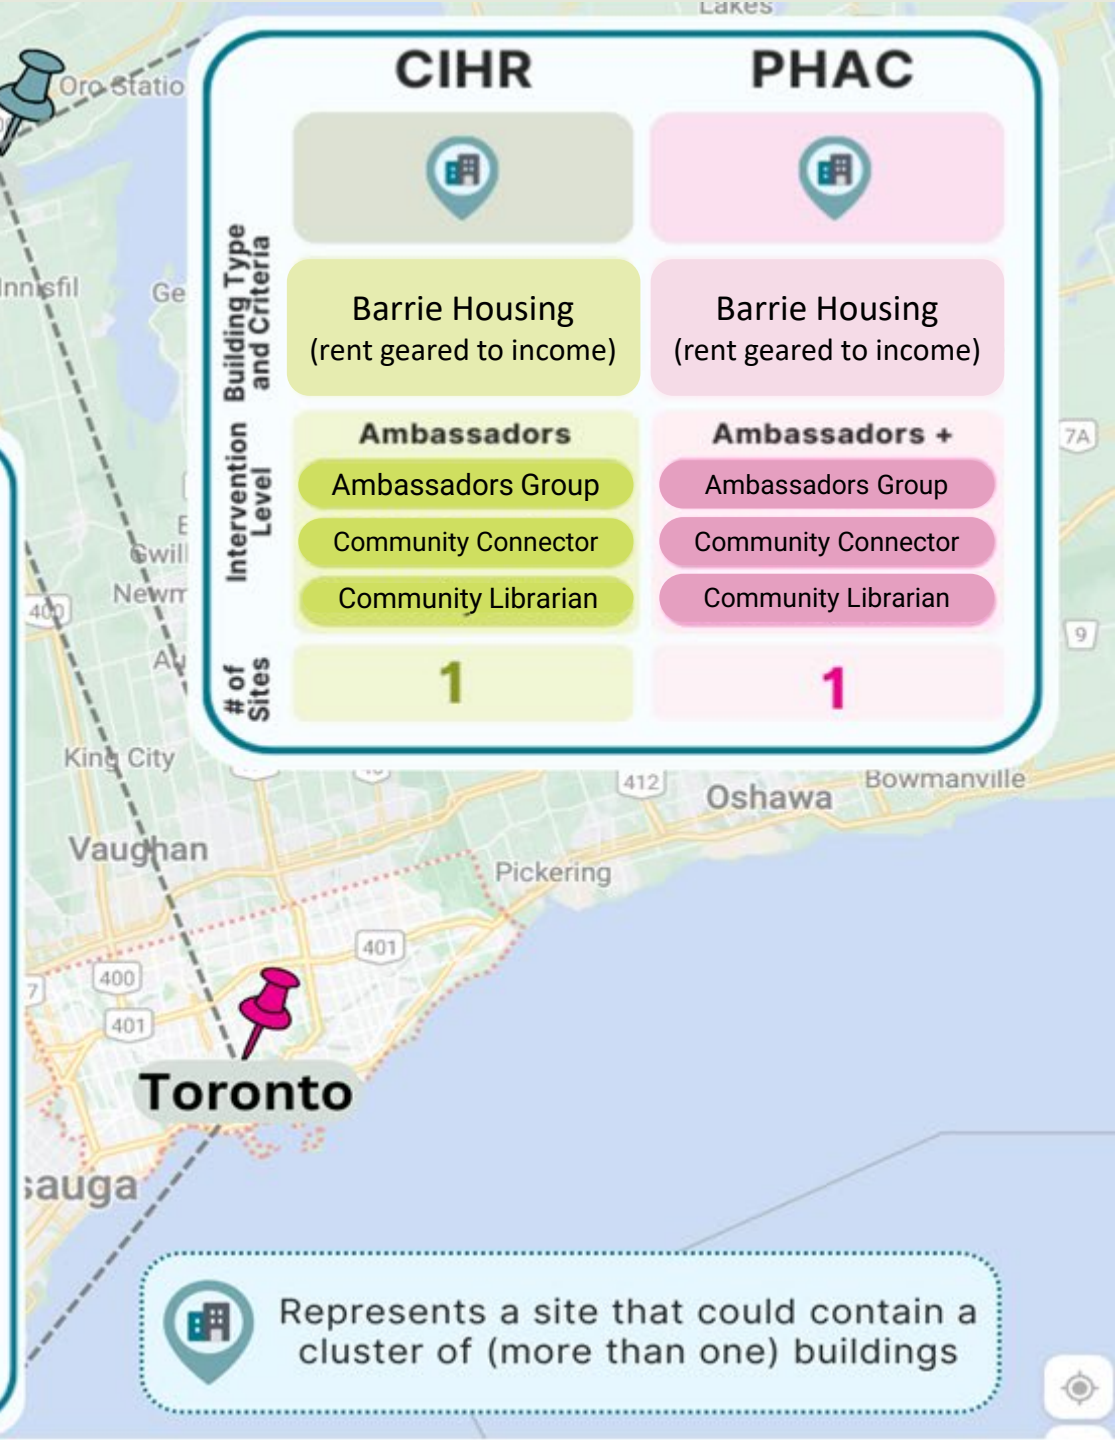 Lakes
Oro Statio
Innisfil
Ge
Gwill
Newm
400
King City
Vaughan
CIHR
PHAC
Building Type
and Criteria
Barrie Housing
(rent geared to income)
Barrie Housing
(rent geared to income)
Intervention
Level
Ambassadors
Ambassadors Group
Community Connector
Community Librarian
Ambassadors +
Ambassadors Group
Community Connector
Community Librarian
# of
Sites
1
1
7A
9
412
Oshawa
Bowmanville
Pickering
401
400
7
401
Toronto
sauga
Represents a site that could contain a
cluster of (more than one) buildings